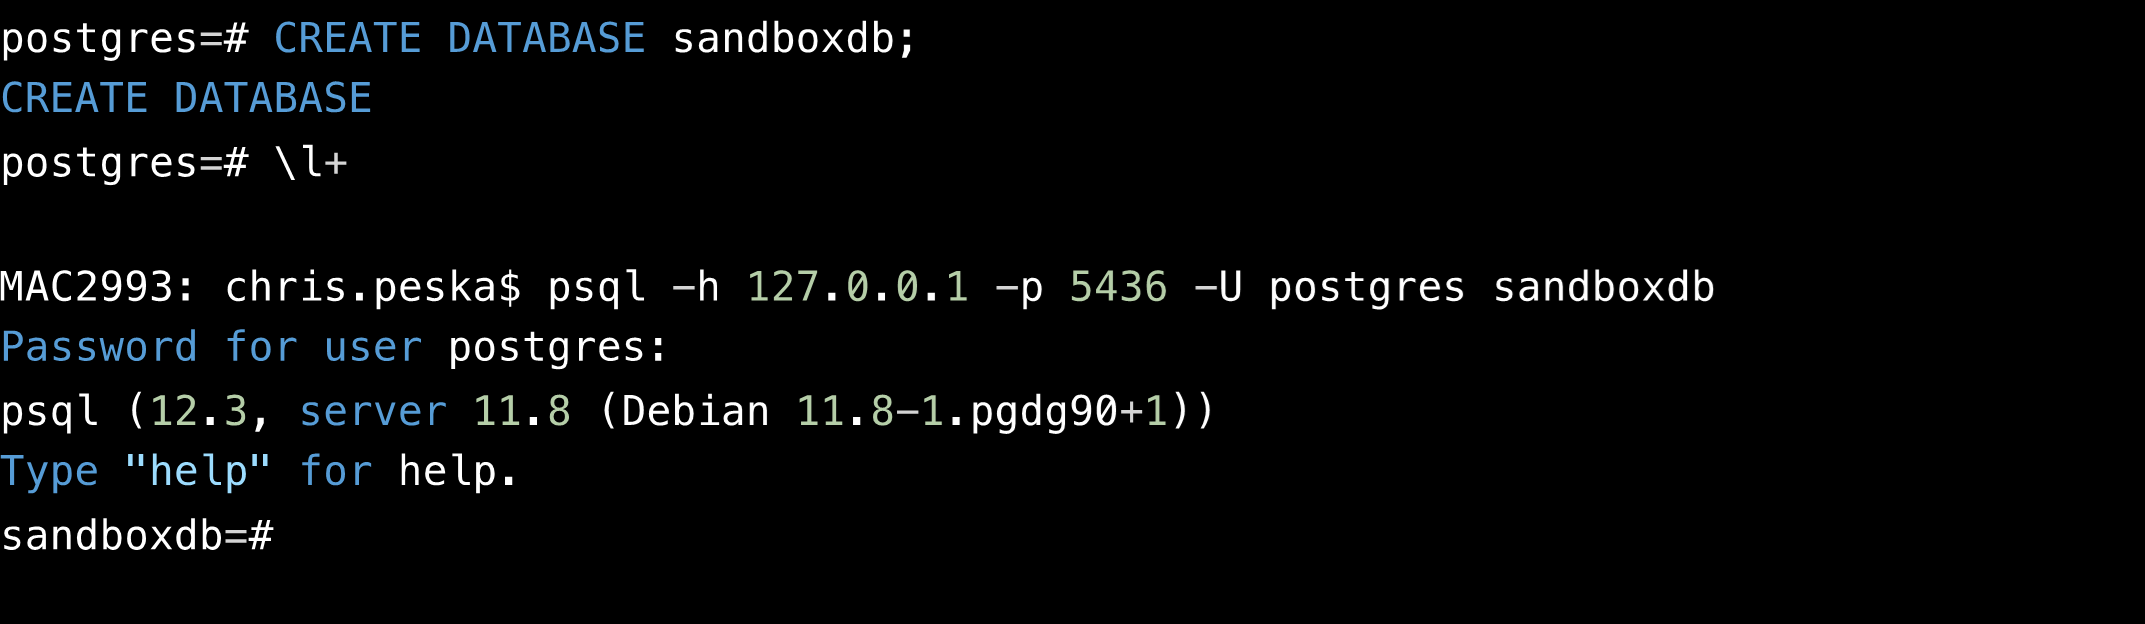 postgres=# CREATE DATABASE sandboxdb;
CREATE DATABASE
postgres=# \l+
MAC2993: chris.peska$ psql -h 127.0.0.1 -p 5436 -U postgres sandboxdb
Password for user postgres:
psql (12.3, server 11.8 (Debian 11.8-1.pgdg90+1))
Type "help" for help.
sandboxdb=#